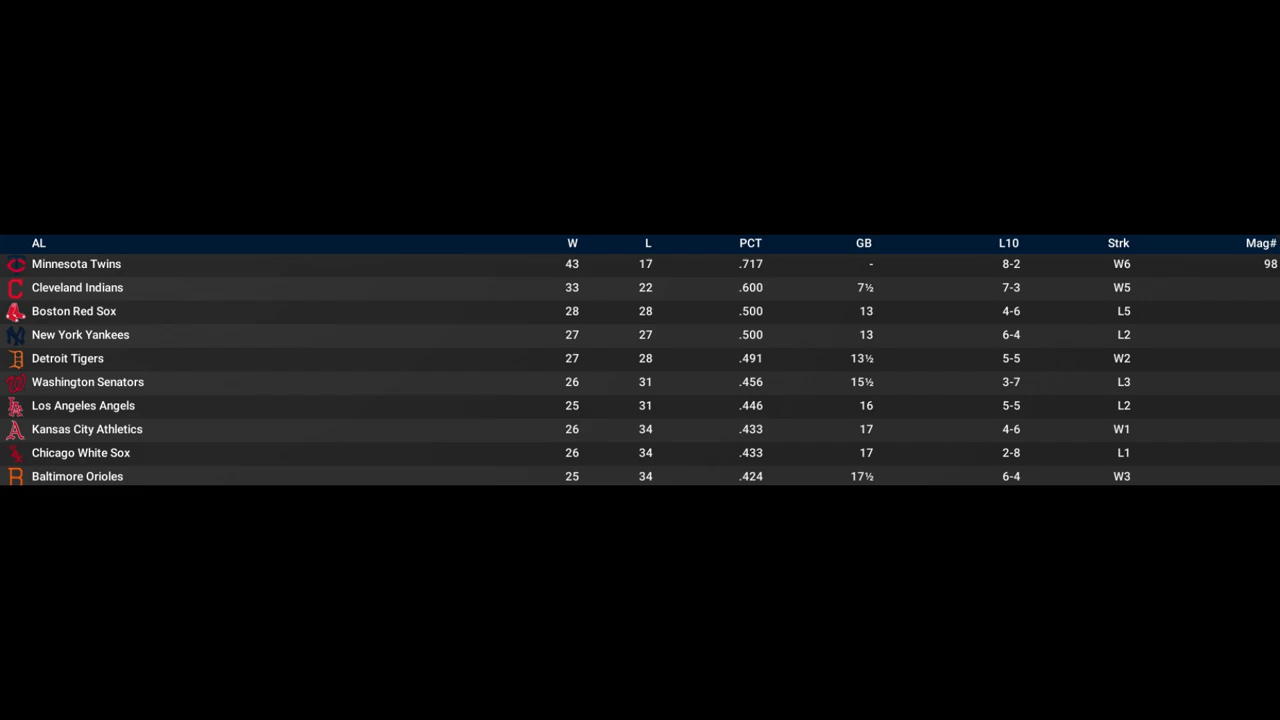 AL W L PCT GB L10 Strk Mag#
Minnesota Twins 43 17 .717 - 8-2 W6 98
Cleveland Indians 33 22 .600 7½ 7-3 W5
Boston Red Sox 28 28 .500 13 4-6 L5
New York Yankees 27 27 .500 13 6-4 L2
Detroit Tigers 27 28 .491 13½ 5-5 W2
Washington Senators 26 31 .456 15½ 3-7 L3
Los Angeles Angels 25 31 .446 16 5-5 L2
Kansas City Athletics 26 34 .433 17 4-6 W1
Chicago White Sox 26 34 .433 17 2-8 L1
Baltimore Orioles 25 34 .424 17½ 6-4 W3